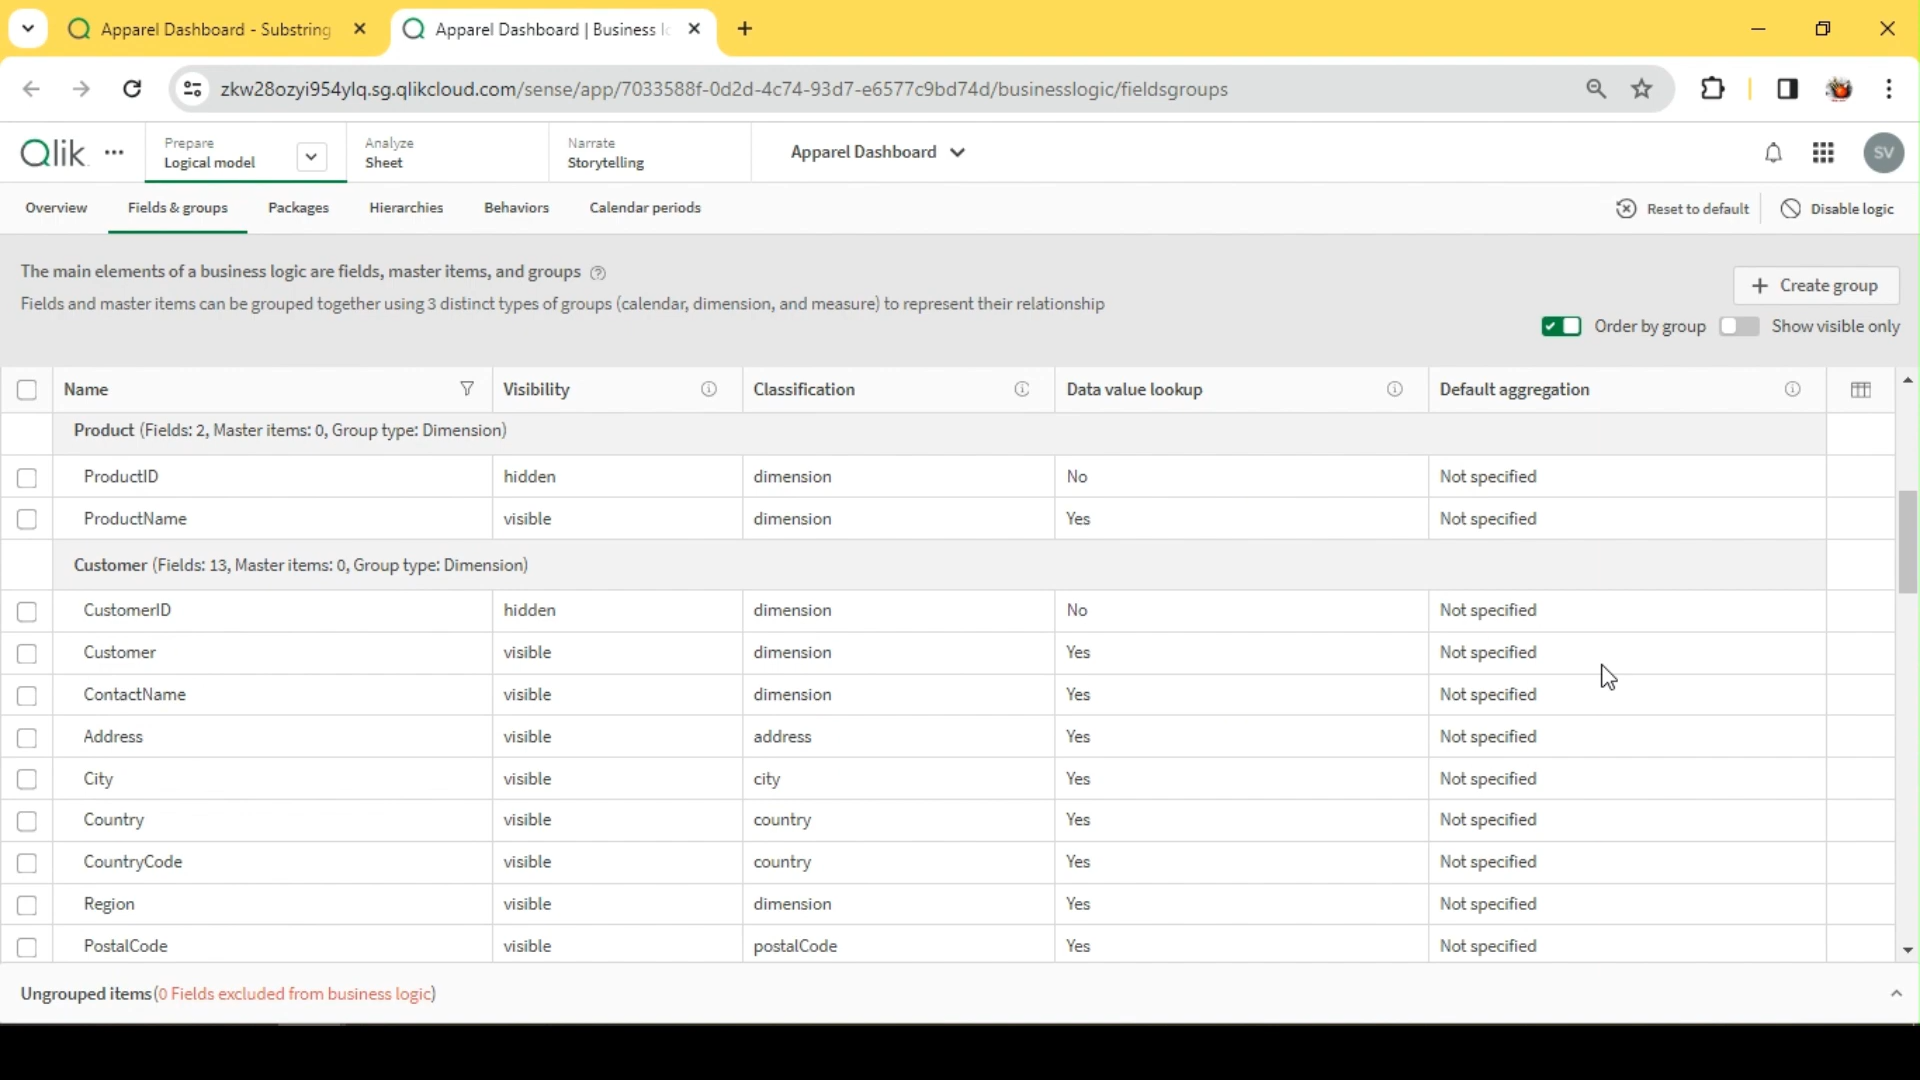 Apparel Dashboard - Substring
Apparel Dashboard | Business lo
zkw28ozyi954ylq.sg.qlikcloud.com/sense/app/7033588f-0d2d-4c74-93d7-e6577c9bd74d/businesslogic/fieldsgroups
Qlik
Prepare
Logical model
Analyze
Sheet
Narrate
Storytelling
Apparel Dashboard
SV
Overview Fields & groups Packages Hierarchies Behaviors Calendar periods Reset to default Disable logic
The main elements of a business logic are fields, master items, and groups
Fields and master items can be grouped together using 3 distinct types of groups (calendar, dimension, and measure) to represent their relationship
+ Create group
Order by group Show visible only
Name Visibility Classification Data value lookup Default aggregation
Product (Fields: 2, Master items: 0, Group type: Dimension)
ProductID hidden dimension No Not specified
ProductName visible dimension Yes Not specified
Customer (Fields: 13, Master items: 0, Group type: Dimension)
CustomerID hidden dimension No Not specified
Customer visible dimension Yes Not specified
ContactName visible dimension Yes Not specified
Address visible address Yes Not specified
City visible city Yes Not specified
Country visible country Yes Not specified
CountryCode visible country Yes Not specified
Region visible dimension Yes Not specified
PostalCode visible postalCode Yes Not specified
Ungrouped items(0 Fields excluded from business logic)